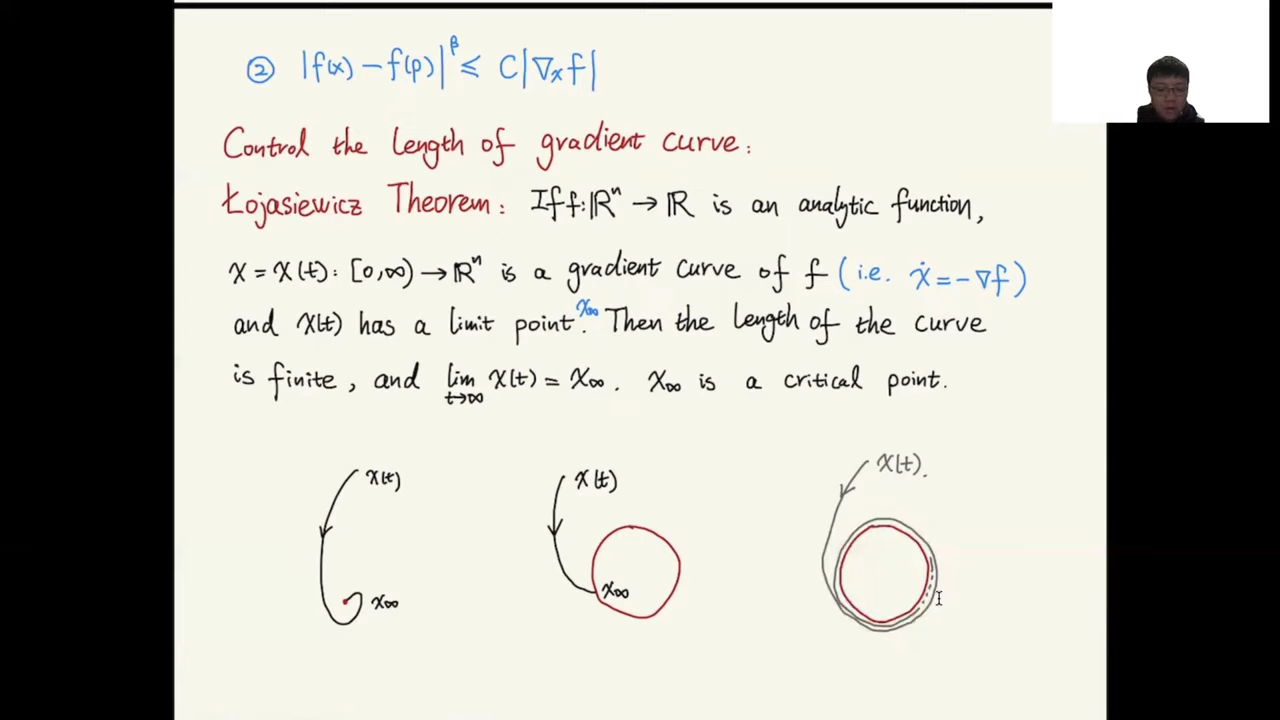 ② |f(x) − f(p)|^β ≤ C|∇ₓf|
Control the length of gradient curve:
Łojasiewicz Theorem: If f: ℝⁿ → ℝ is an analytic function,
x = x(t): [0,∞) → ℝⁿ is a gradient curve of f (i.e. ẋ = −∇f)
and x(t) has a limit point x∞. Then the length of the curve
is finite, and lim_{t→∞} x(t) = x∞. x∞ is a critical point.
x(t) x(t) x(t).
x∞ x∞